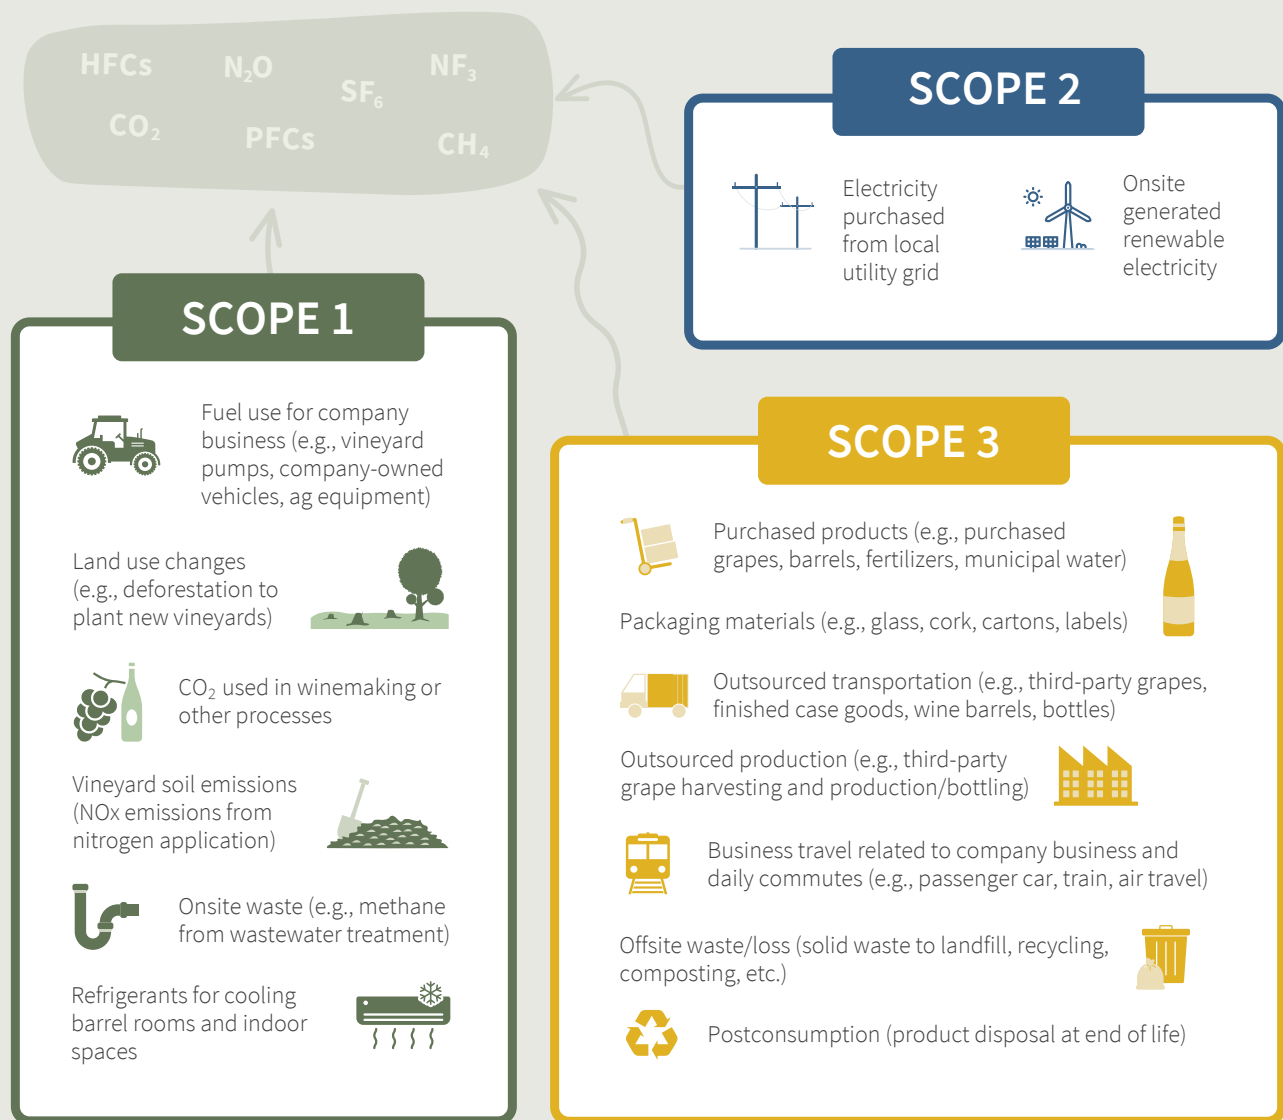 HFCs
N₂O
SF₆
NF₃
CO₂
PFCs
CH₄
SCOPE 2
Electricity
purchased
from local
utility grid
Onsite
generated
renewable
electricity
SCOPE 1
Fuel use for company
business (e.g., vineyard
pumps, company-owned
vehicles, ag equipment)
Land use changes
(e.g., deforestation to
plant new vineyards)
CO₂ used in winemaking or
other processes
Vineyard soil emissions
(NOx emissions from
nitrogen application)
Onsite waste (e.g., methane
from wastewater treatment)
Refrigerants for cooling
barrel rooms and indoor
spaces
SCOPE 3
Purchased products (e.g., purchased
grapes, barrels, fertilizers, municipal water)
Packaging materials (e.g., glass, cork, cartons, labels)
Outsourced transportation (e.g., third-party grapes,
finished case goods, wine barrels, bottles)
Outsourced production (e.g., third-party
grape harvesting and production/bottling)
Business travel related to company business and
daily commutes (e.g., passenger car, train, air travel)
Offsite waste/loss (solid waste to landfill, recycling,
composting, etc.)
Postconsumption (product disposal at end of life)